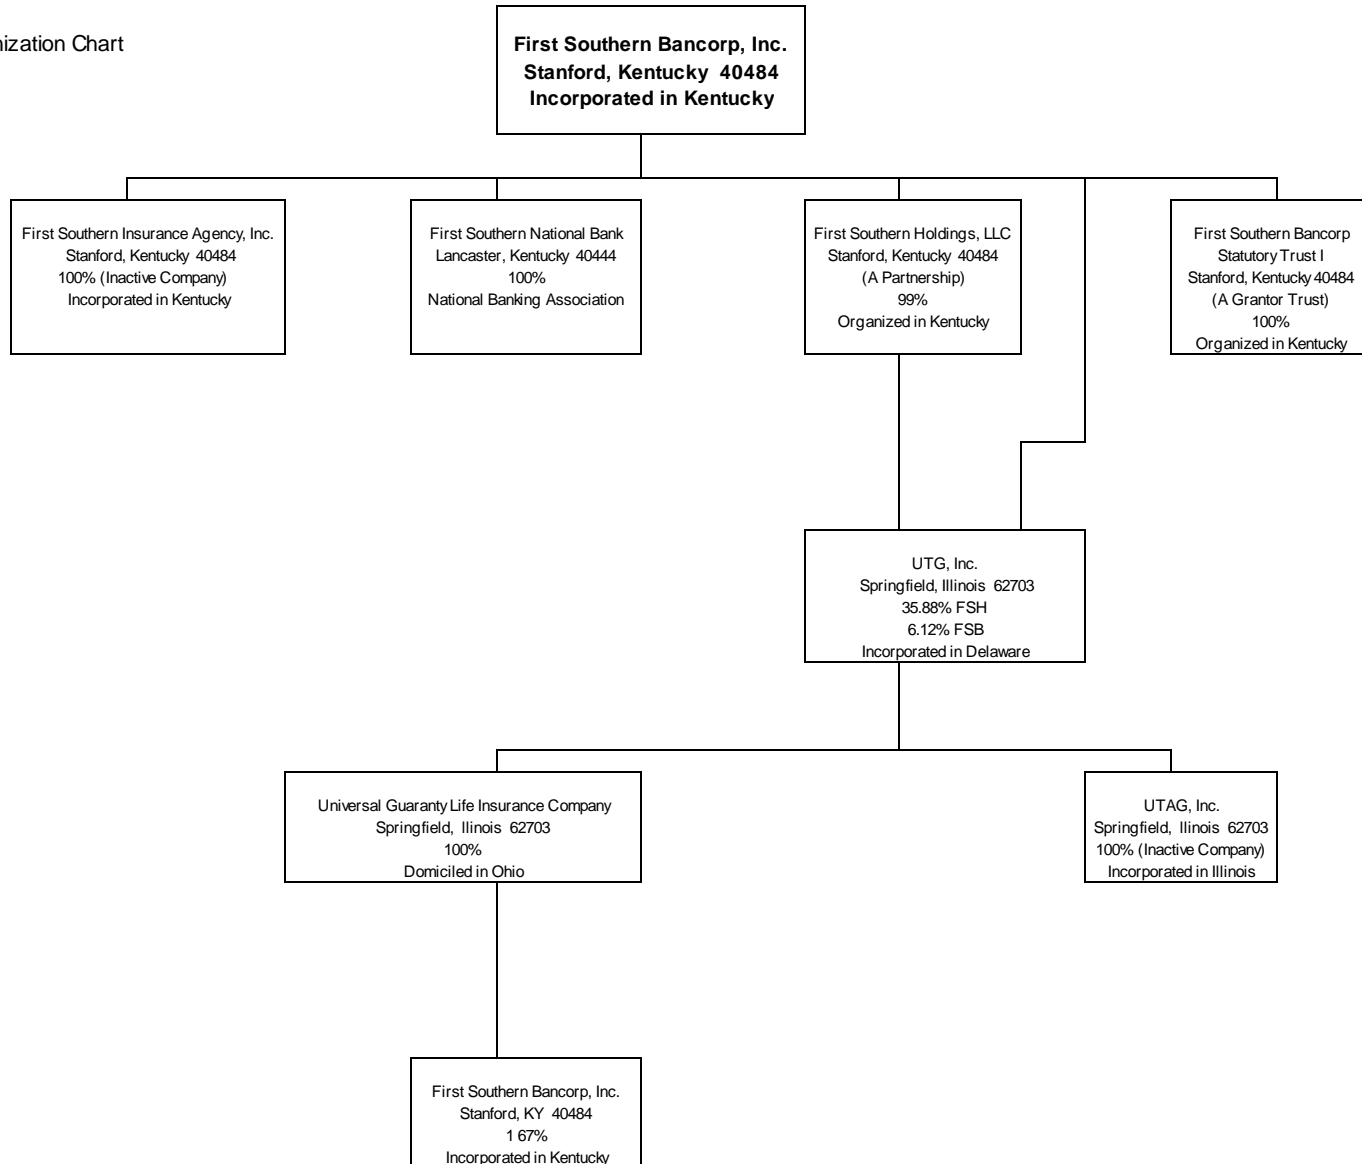 nization Chart
First Southern Bancorp, Inc.
Stanford, Kentucky 40484
Incorporated in Kentucky
First Southern Insurance Agency, Inc.
Stanford, Kentucky 40484
100% (Inactive Company)
Incorporated in Kentucky
First Southern National Bank
Lancaster, Kentucky 40444
100%
National Banking Association
First Southern Holdings, LLC
Stanford, Kentucky 40484
(A Partnership)
99%
Organized in Kentucky
First Southern Bancorp
Statutory Trust I
Stanford, Kentucky 40484
(A Grantor Trust)
100%
Organized in Kentucky
UTG, Inc.
Springfield, Illinois 62703
35.88% FSH
6.12% FSB
Incorporated in Delaware
Universal Guaranty Life Insurance Company
Springfield, Ilinois 62703
100%
Domiciled in Ohio
UTAG, Inc.
Springfield, Ilinois 62703
100% (Inactive Company)
Incorporated in Illinois
First Southern Bancorp, Inc.
Stanford, KY 40484
1 67%
Incorporated in Kentucky